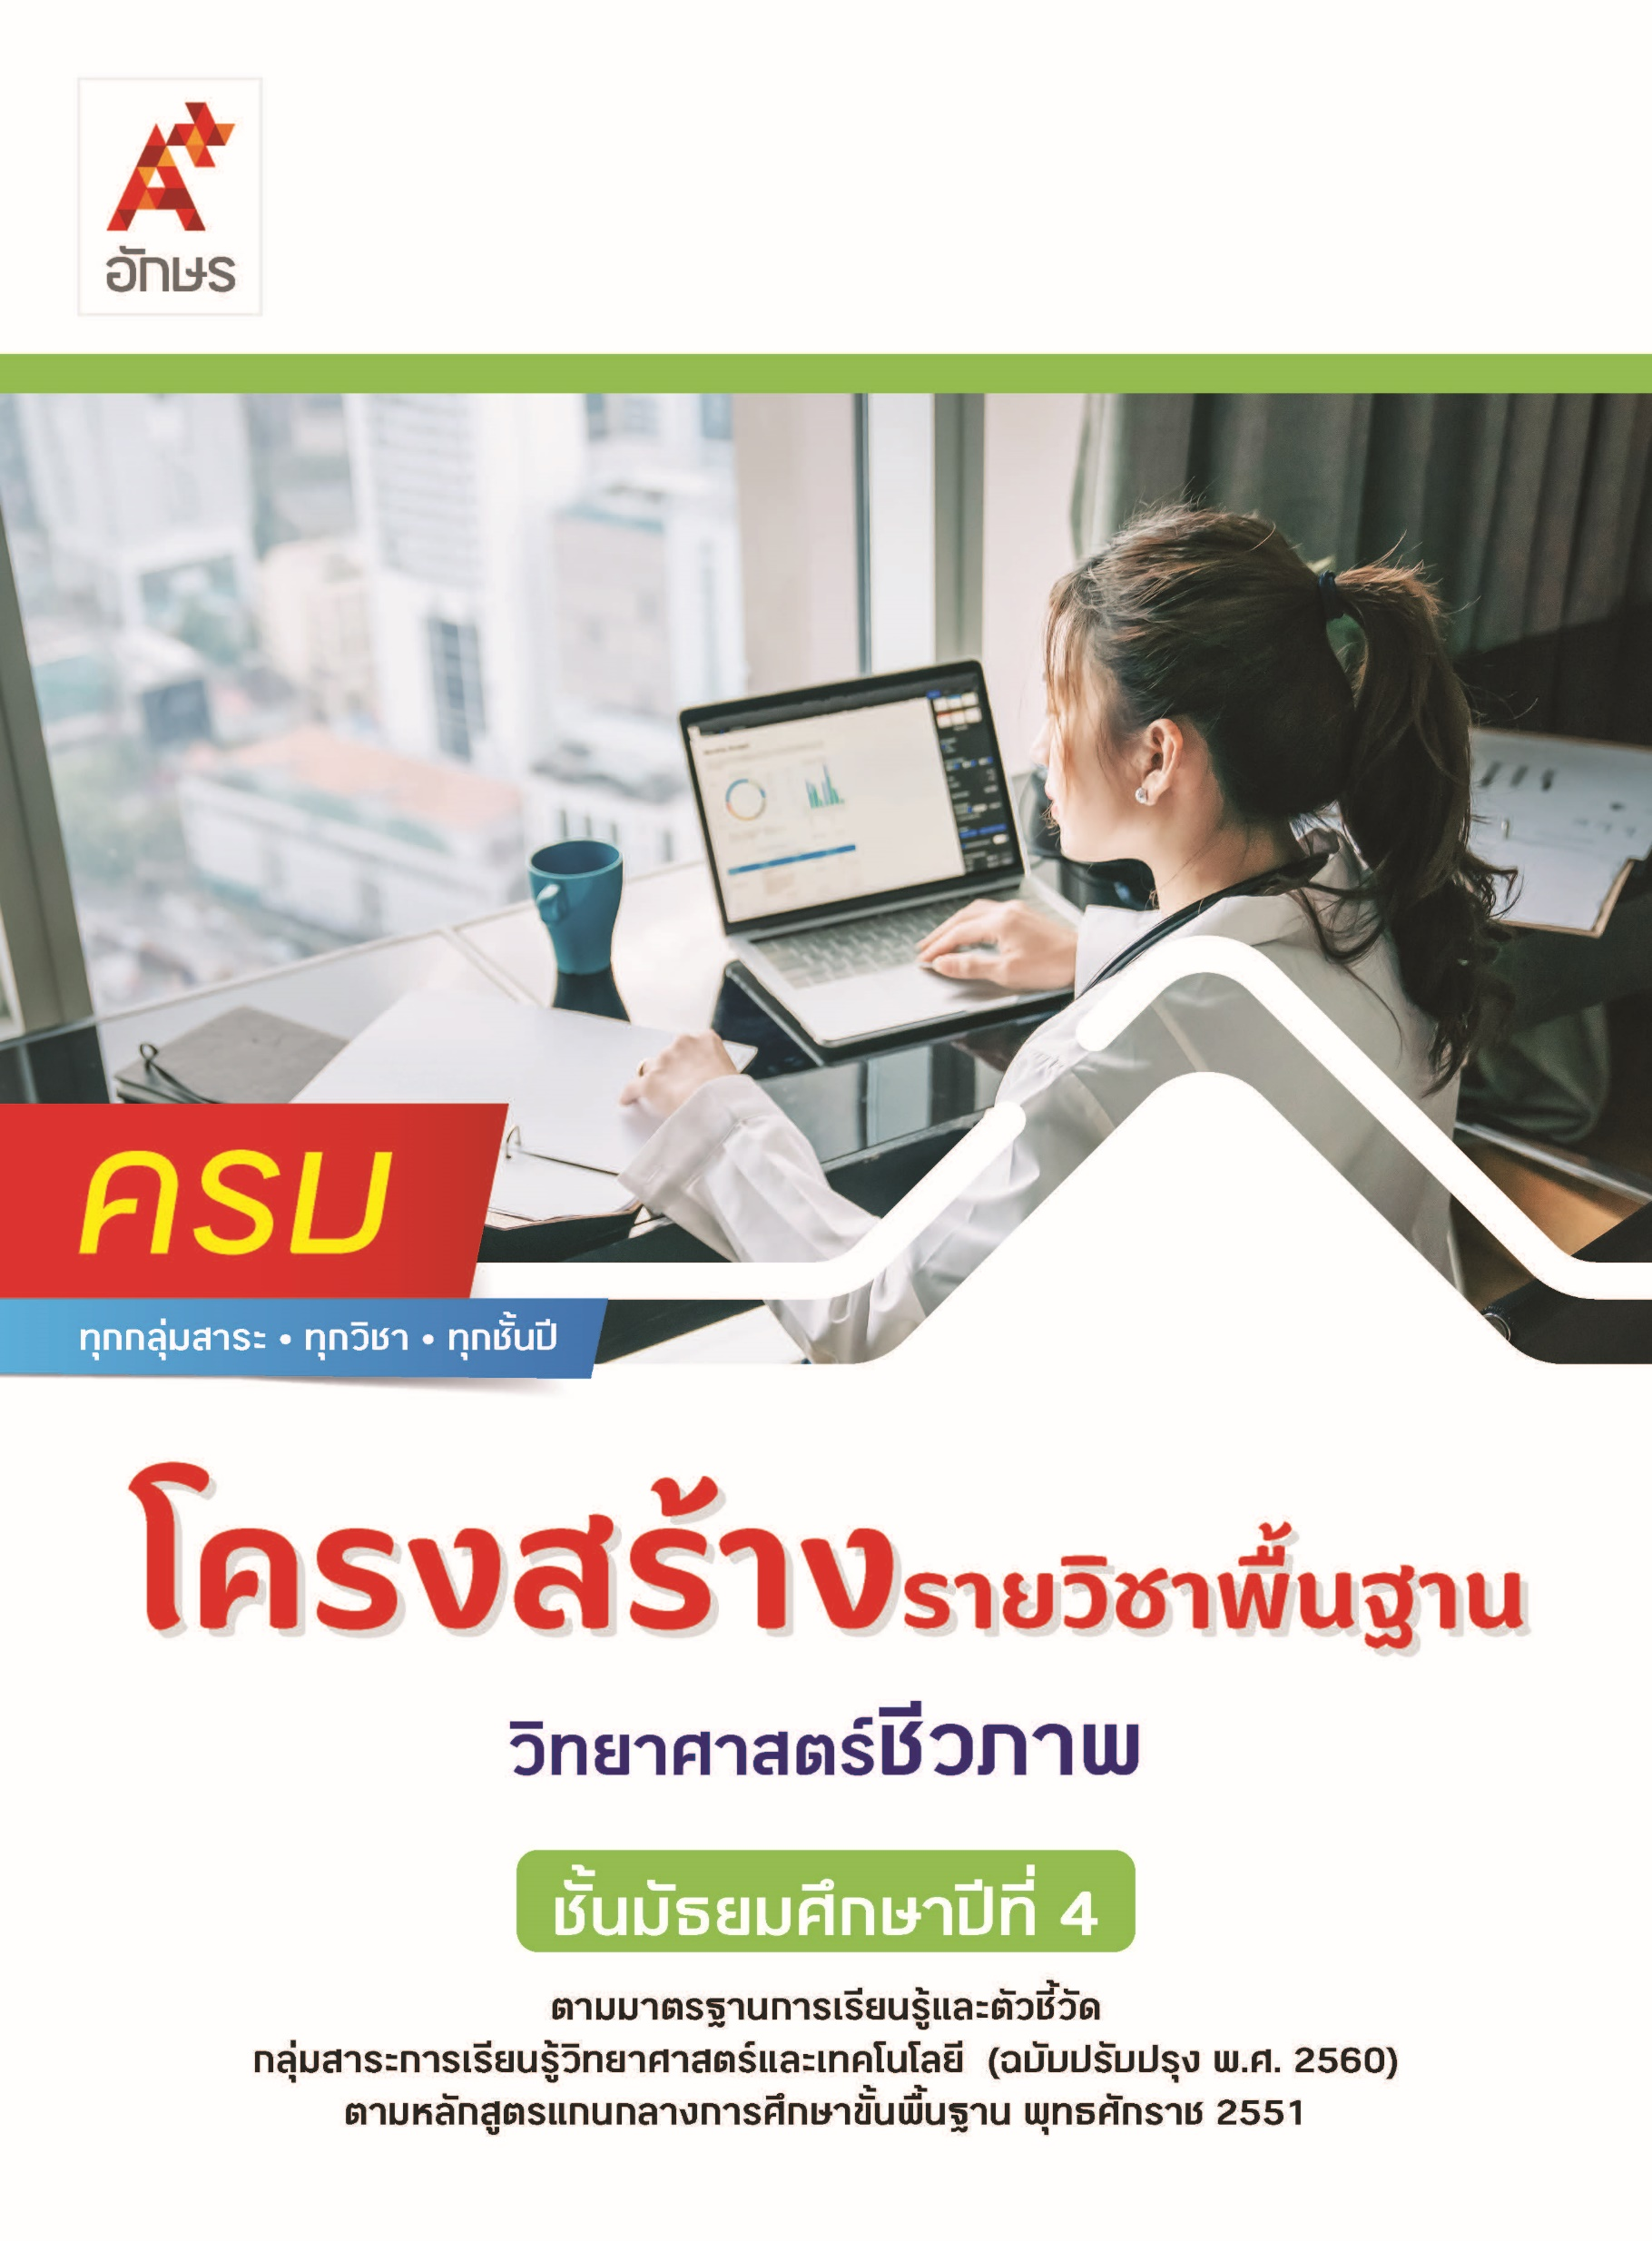 อักษร
ครบ
ทุกกลุ่มสาระ • ทุกวิชา • ทุกชั้นปี
โครงสร้างรายวิชาพื้นฐาน
วิทยาศาสตร์ชีวภาพ
ชั้นมัธยมศึกษาปีที่ 4
ตามมาตรฐานการเรียนรู้และตัวชี้วัด
กลุ่มสาระการเรียนรู้วิทยาศาสตร์และเทคโนโลยี (ฉบับปรับปรุง พ.ศ. 2560)
ตามหลักสูตรแกนกลางการศึกษาขั้นพื้นฐาน พุทธศักราช 2551